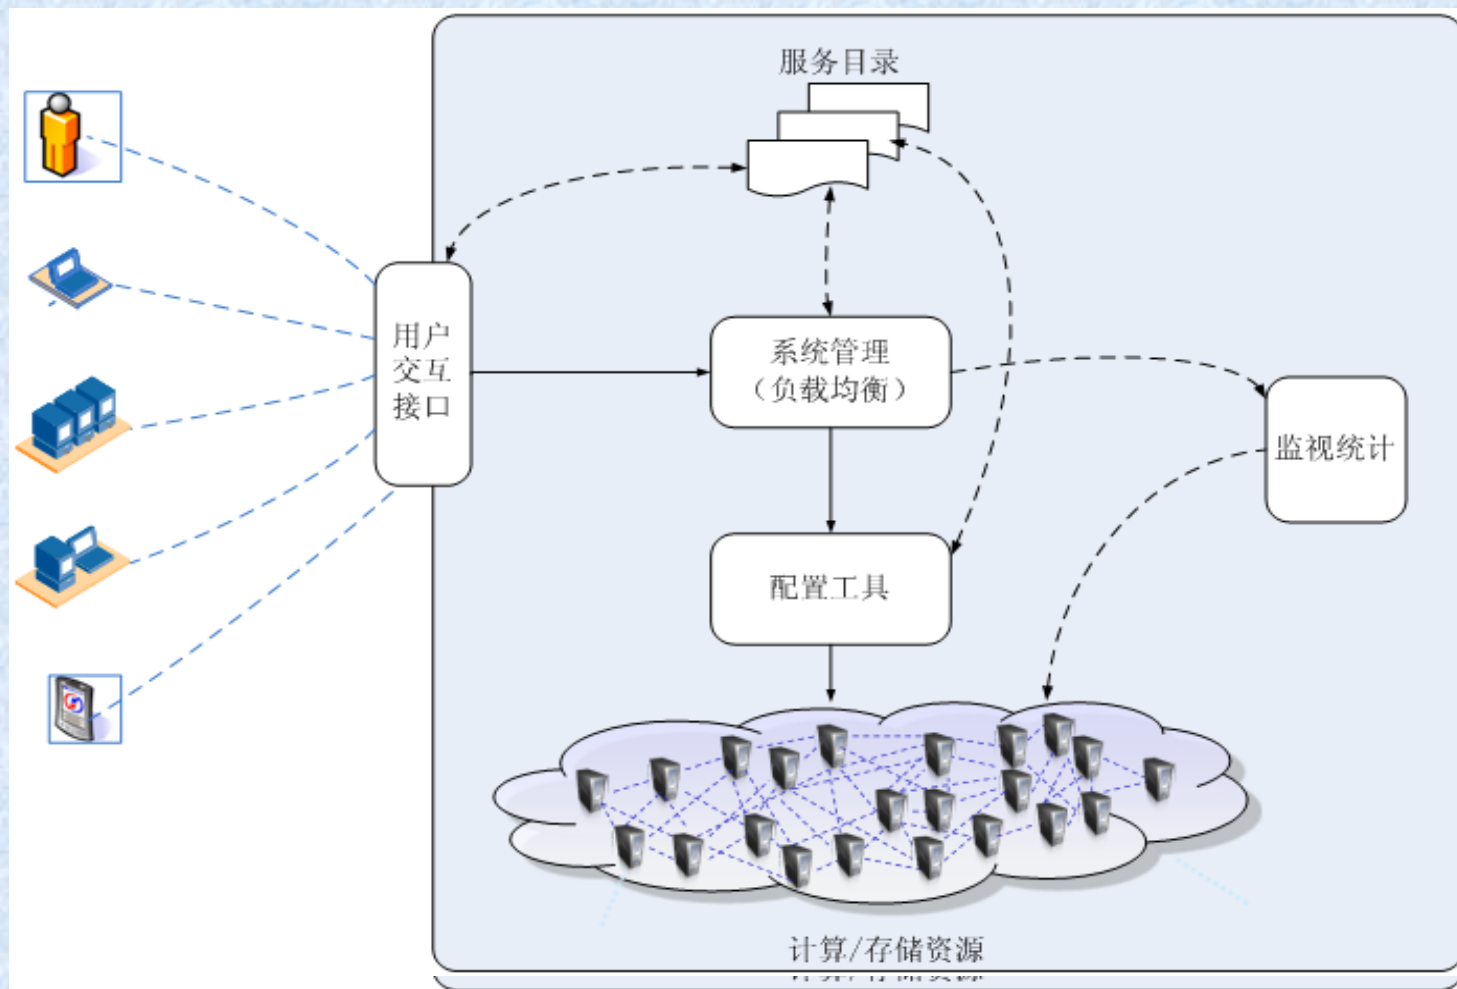 服务目录
用户
交互
接口
系统管理
（负载均衡）
监视统计
配置工具
计算/存储资源